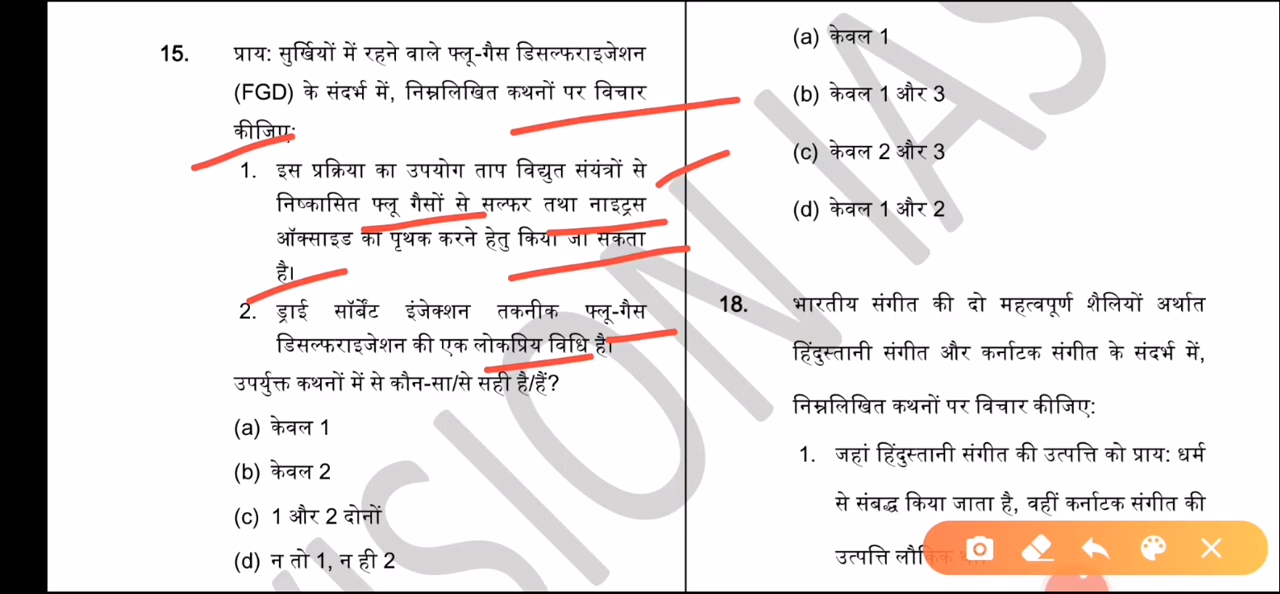 15. प्राय: सुर्खियों में रहने वाले फ्लू-गैस डिसल्फराइजेशन
(FGD) के संदर्भ में, निम्नलिखित कथनों पर विचार
कीजिए:
1. इस प्रक्रिया का उपयोग ताप विद्युत संयंत्रों से
निष्कासित फ्लू गैसों से सल्फर तथा नाइट्रस
ऑक्साइड को पृथक करने हेतु किया जा सकता
है।
2. ड्राई सॉर्बेंट इंजेक्शन तकनीक फ्लू-गैस
डिसल्फराइजेशन की एक लोकप्रिय विधि है।
उपर्युक्त कथनों में से कौन-सा/से सही है/हैं?
(a) केवल 1
(b) केवल 2
(c) 1 और 2 दोनों
(d) न तो 1, न ही 2
(a) केवल 1
(b) केवल 1 और 3
(c) केवल 2 और 3
(d) केवल 1 और 2
18. भारतीय संगीत की दो महत्वपूर्ण शैलियों अर्थात
हिंदुस्तानी संगीत और कर्नाटक संगीत के संदर्भ में,
निम्नलिखित कथनों पर विचार कीजिए:
1. जहां हिंदुस्तानी संगीत की उत्पत्ति को प्राय: धर्म
से संबद्ध किया जाता है, वहीं कर्नाटक संगीत की
उत्पत्ति
VISION IAS